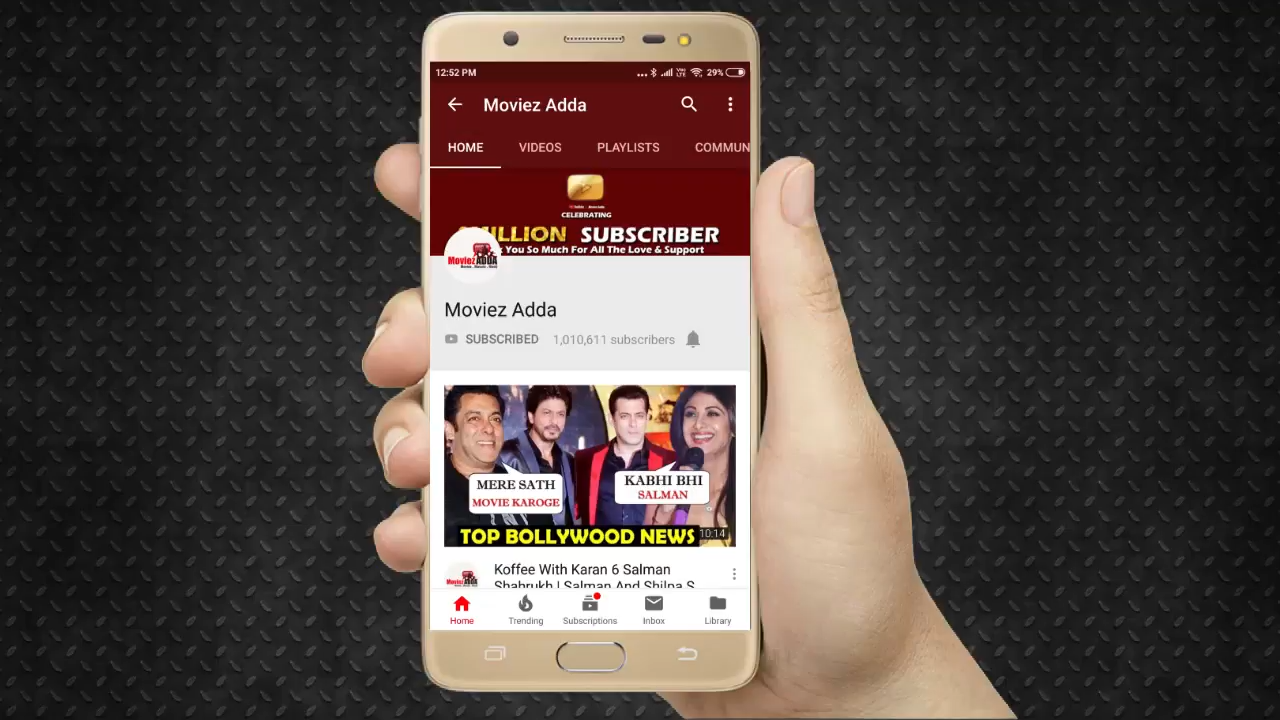 12:52 PM
29%
Moviez Adda
HOME VIDEOS PLAYLISTS COMMUN
CELEBRATING
MILLION SUBSCRIBER
You So Much For All The Love & Support
Moviez ADDA
Moviez Adda
SUBSCRIBED 1,010,611 subscribers
MERE SATH
MOVIE KAROGE
KABHI BHI
SALMAN
TOP BOLLYWOOD NEWS
10:14
Koffee With Karan 6 Salman
Shahrukh | Salman And Shilpa S
Home Trending Subscriptions Inbox Library